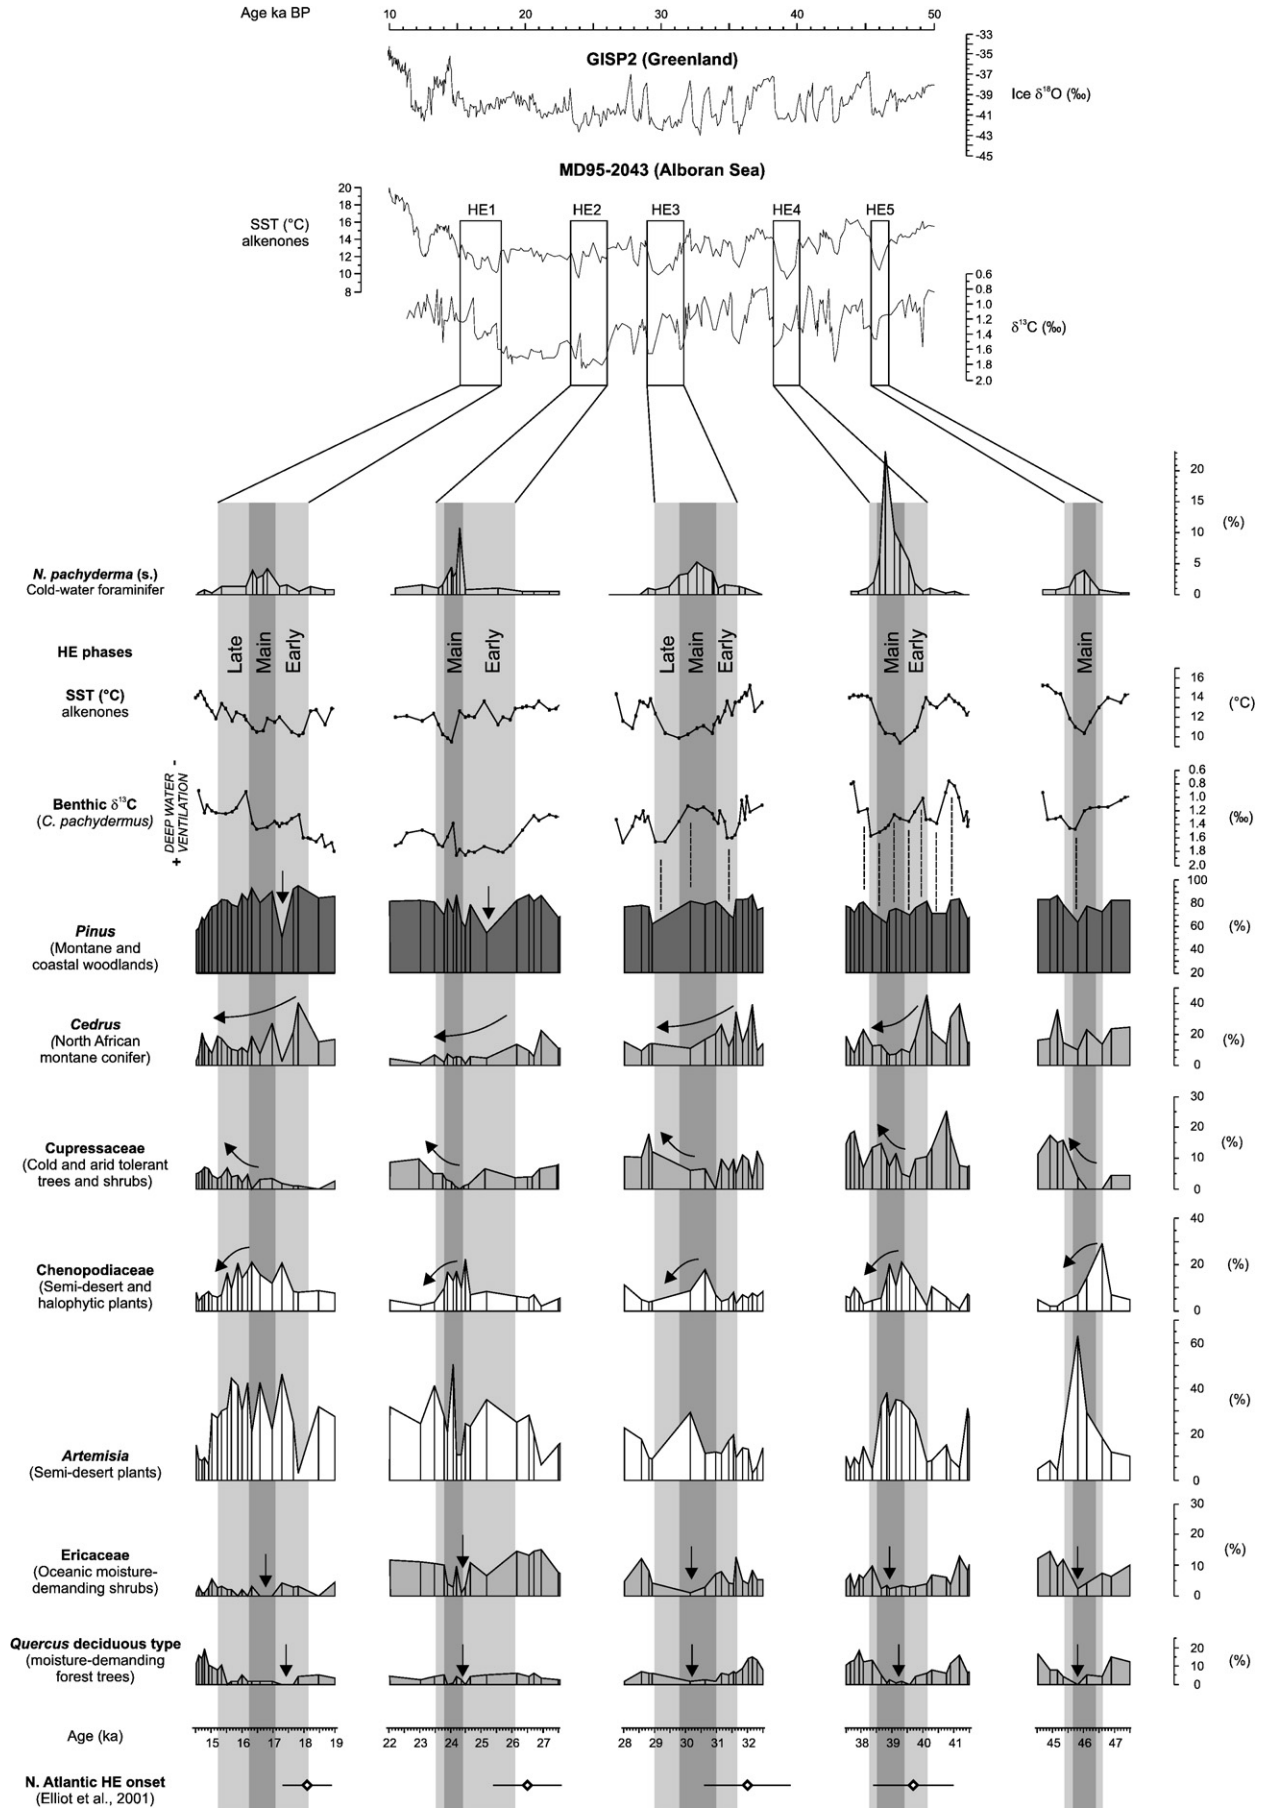 Age ka BP
10 20 30 40 50
GISP2 (Greenland)
-33
-35
-37
-39
-41
-43
-45
Ice δ18O (‰)
MD95-2043 (Alboran Sea)
20
18
16
14
12
10
8
SST (°C)
alkenones
HE1 HE2 HE3 HE4 HE5
0.6
0.8
1.0
1.2
1.4
1.6
1.8
2.0
δ13C (‰)
20
15
10
5
0
(%)
N. pachyderma (s.)
Cold-water foraminifer
HE phases
Late Main Early
Main Early
Late Main Early
Main Early
Main
SST (°C)
alkenones
16
14
12
10
(°C)
+ DEEP WATER -
VENTILATION
Benthic δ13C
(C. pachydermus)
0.6
0.8
1.0
1.2
1.4
1.6
1.8
2.0
(‰)
Pinus
(Montane and
coastal woodlands)
100
80
60
40
20
(%)
Cedrus
(North African
montane conifer)
40
20
0
(%)
Cupressaceae
(Cold and arid tolerant
trees and shrubs)
30
20
10
0
(%)
Chenopodiaceae
(Semi-desert and
halophytic plants)
40
20
0
(%)
Artemisia
(Semi-desert plants)
60
40
20
0
(%)
Ericaceae
(Oceanic moisture-
demanding shrubs)
30
20
10
0
(%)
Quercus deciduous type
(moisture-demanding
forest trees)
20
10
0
(%)
Age (ka)
15 16 17 18 19 22 23 24 25 26 27 28 29 30 31 32 38 39 40 41 45 46 47
N. Atlantic HE onset
(Elliot et al., 2001)